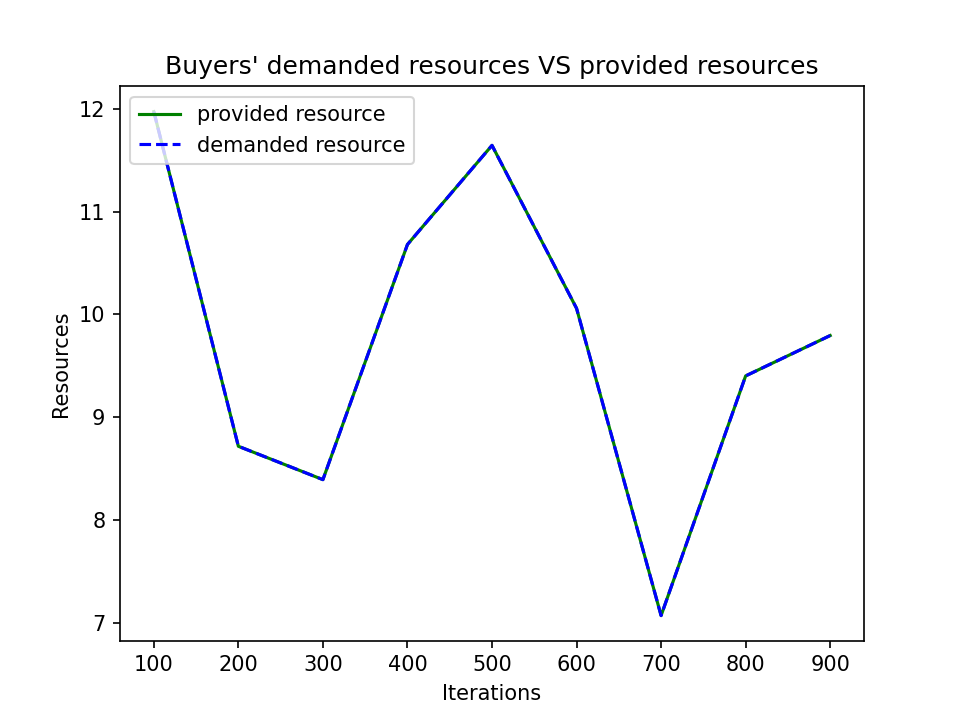 Buyers' demanded resources VS provided resources
provided resource
demanded resource
12
11
10
9
8
7
Resources
100 200 300 400 500 600 700 800 900
Iterations